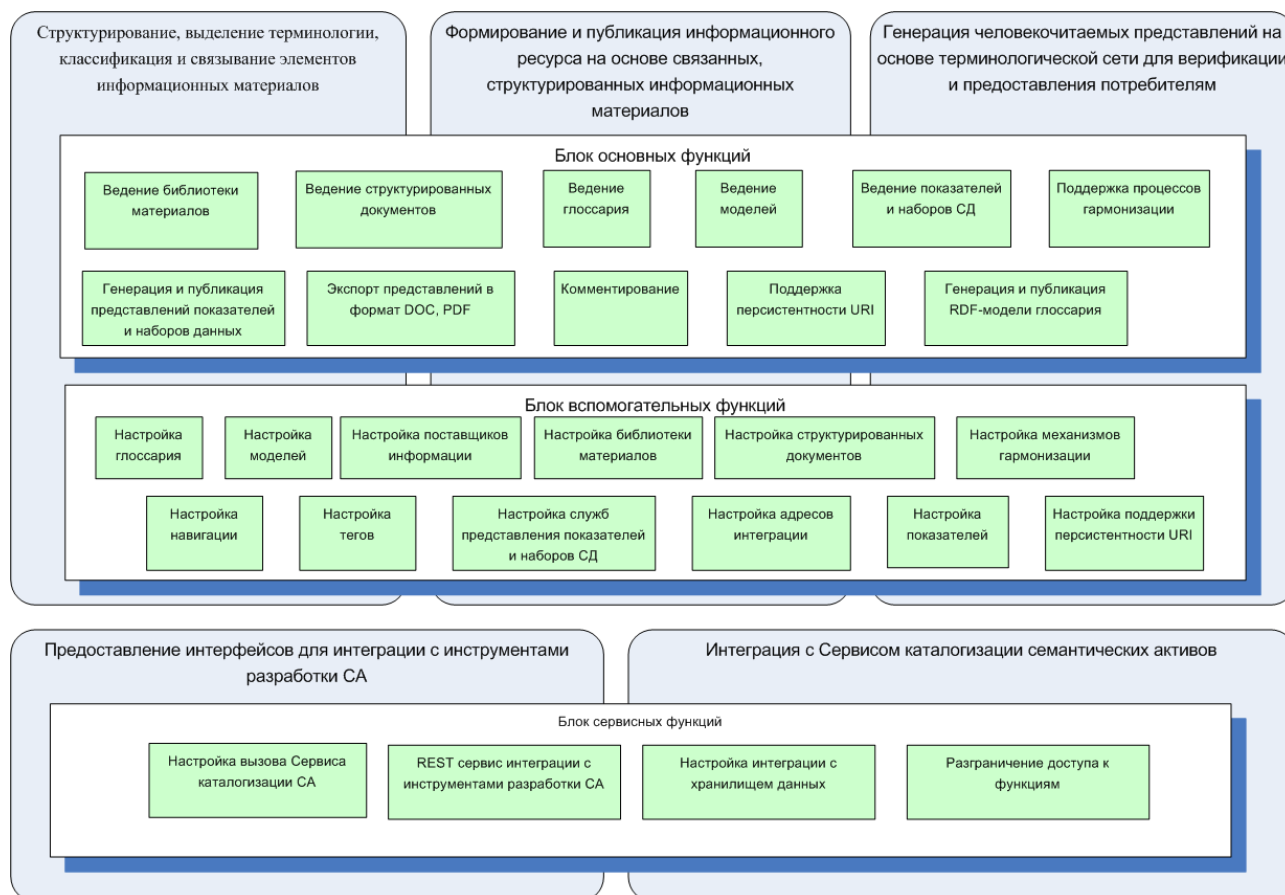 Структурирование, выделение терминологии,
классификация и связывание элементов
информационных материалов
Формирование и публикация информационного
ресурса на основе связанных,
структурированных информационных
материалов
Генерация человекочитаемых представлений на
основе терминологической сети для верификации
и предоставления потребителям
Блок основных функций
Ведение библиотеки
материалов
Ведение структурированных
документов
Ведение
глоссария
Ведение
моделей
Ведение показателей
и наборов СД
Поддержка процессов
гармонизации
Генерация и публикация
представлений показателей
и наборов данных
Экспорт представлений в
формат DOC, PDF
Комментирование
Поддержка
персистентности URI
Генерация и публикация
RDF-модели глоссария
Блок вспомогательных функций
Настройка
глоссария
Настройка
моделей
Настройка поставщиков
информации
Настройка библиотеки
материалов
Настройка структурированных
документов
Настройка механизмов
гармонизации
Настройка
навигации
Настройка
тегов
Настройка служб
представления показателей
и наборов СД
Настройка адресов
интеграции
Настройка
показателей
Настройка поддержки
персистентности URI
Предоставление интерфейсов для интеграции с инструментами
разработки СА
Интеграция с Сервисом каталогизации семантических активов
Блок сервисных функций
Настройка вызова Сервиса
каталогизации СА
REST сервис интеграции с
инструментами разработки СА
Настройка интеграции с
хранилищем данных
Разграничение доступа к
функциям